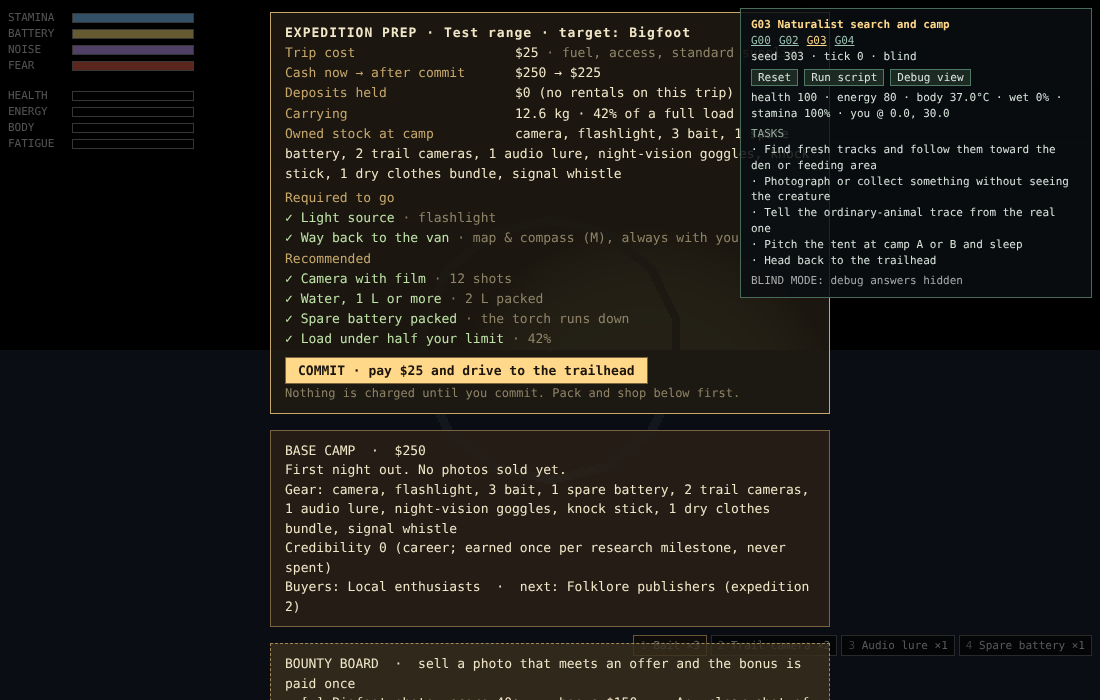 STAMINA
BATTERY
NOISE
FEAR
HEALTH
ENERGY
BODY
FATIGUE
EXPEDITION PREP · Test range · target: Bigfoot
Trip cost $25 · fuel, access, standard
Cash now → after commit $250 → $225
Deposits held $0 (no rentals on this trip)
Carrying 12.6 kg · 42% of a full load
Owned stock at camp camera, flashlight, 3 bait, 1 spare
battery, 2 trail cameras, 1 audio lure, night-vision goggles, knock
stick, 1 dry clothes bundle, signal whistle
Required to go
✓ Light source · flashlight
✓ Way back to the van · map & compass (M), always with you
Recommended
✓ Camera with film · 12 shots
✓ Water, 1 L or more · 2 L packed
✓ Spare battery packed · the torch runs down
✓ Load under half your limit · 42%
COMMIT · pay $25 and drive to the trailhead
Nothing is charged until you commit. Pack and shop below first.
G03 Naturalist search and camp
G00 G02 G03 G04
seed 303 · tick 0 · blind
Reset Run script Debug view
health 100 · energy 80 · body 37.0°C · wet 0% ·
stamina 100% · you @ 0.0, 30.0
TASKS
· Find fresh tracks and follow them toward the
den or feeding area
· Photograph or collect something without seeing
the creature
· Tell the ordinary-animal trace from the real
one
· Pitch the tent at camp A or B and sleep
· Head back to the trailhead
BLIND MODE: debug answers hidden
BASE CAMP · $250
First night out. No photos sold yet.
Gear: camera, flashlight, 3 bait, 1 spare battery, 2 trail cameras,
1 audio lure, night-vision goggles, knock stick, 1 dry clothes
bundle, signal whistle
Credibility 0 (career; earned once per research milestone, never
spent)
Buyers: Local enthusiasts · next: Folklore publishers (expedition
2)
1 Bait ×3 2 Trail camera ×2 3 Audio lure ×1 4 Spare battery ×1
BOUNTY BOARD · sell a photo that meets an offer and the bonus is
paid once